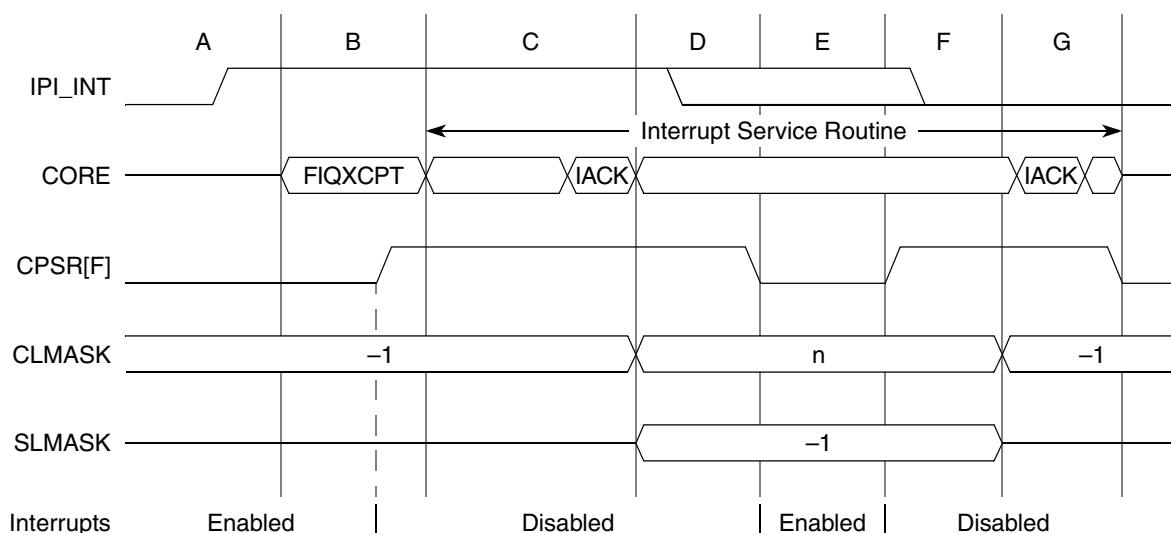 A B C D E F G
IPI_INT
Interrupt Service Routine
CORE FIQXCPT IACK IACK
CPSR[F]
CLMASK –1 n –1
SLMASK –1
Interrupts Enabled Disabled Enabled Disabled